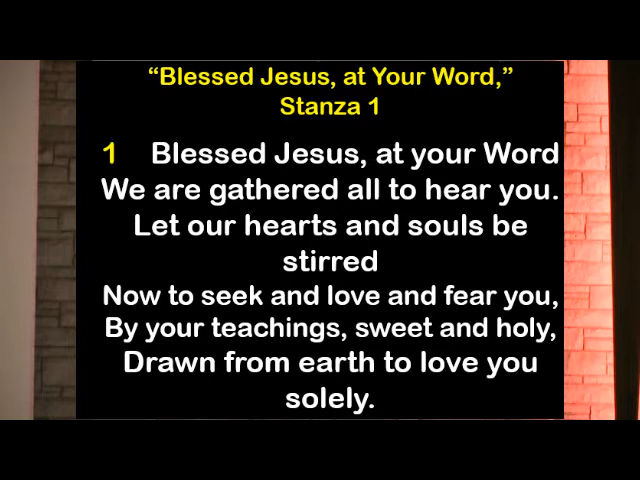 “Blessed Jesus, at Your Word,”
Stanza 1
1 Blessed Jesus, at your Word
We are gathered all to hear you.
Let our hearts and souls be
stirred
Now to seek and love and fear you,
By your teachings, sweet and holy,
Drawn from earth to love you
solely.